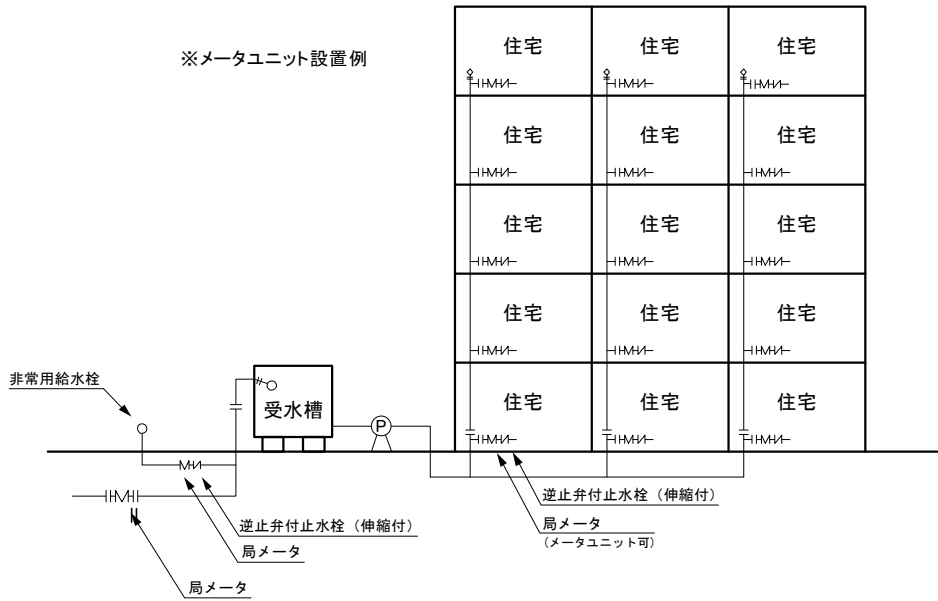 ※メータユニット設置例
住宅 住宅 住宅
住宅 住宅 住宅
住宅 住宅 住宅
住宅 住宅 住宅
非常用給水栓
受水槽
住宅 住宅 住宅
P
M
逆止弁付止水栓（伸縮付）
局メータ
局メータ
逆止弁付止水栓（伸縮付）
局メータ
(メータユニット可)